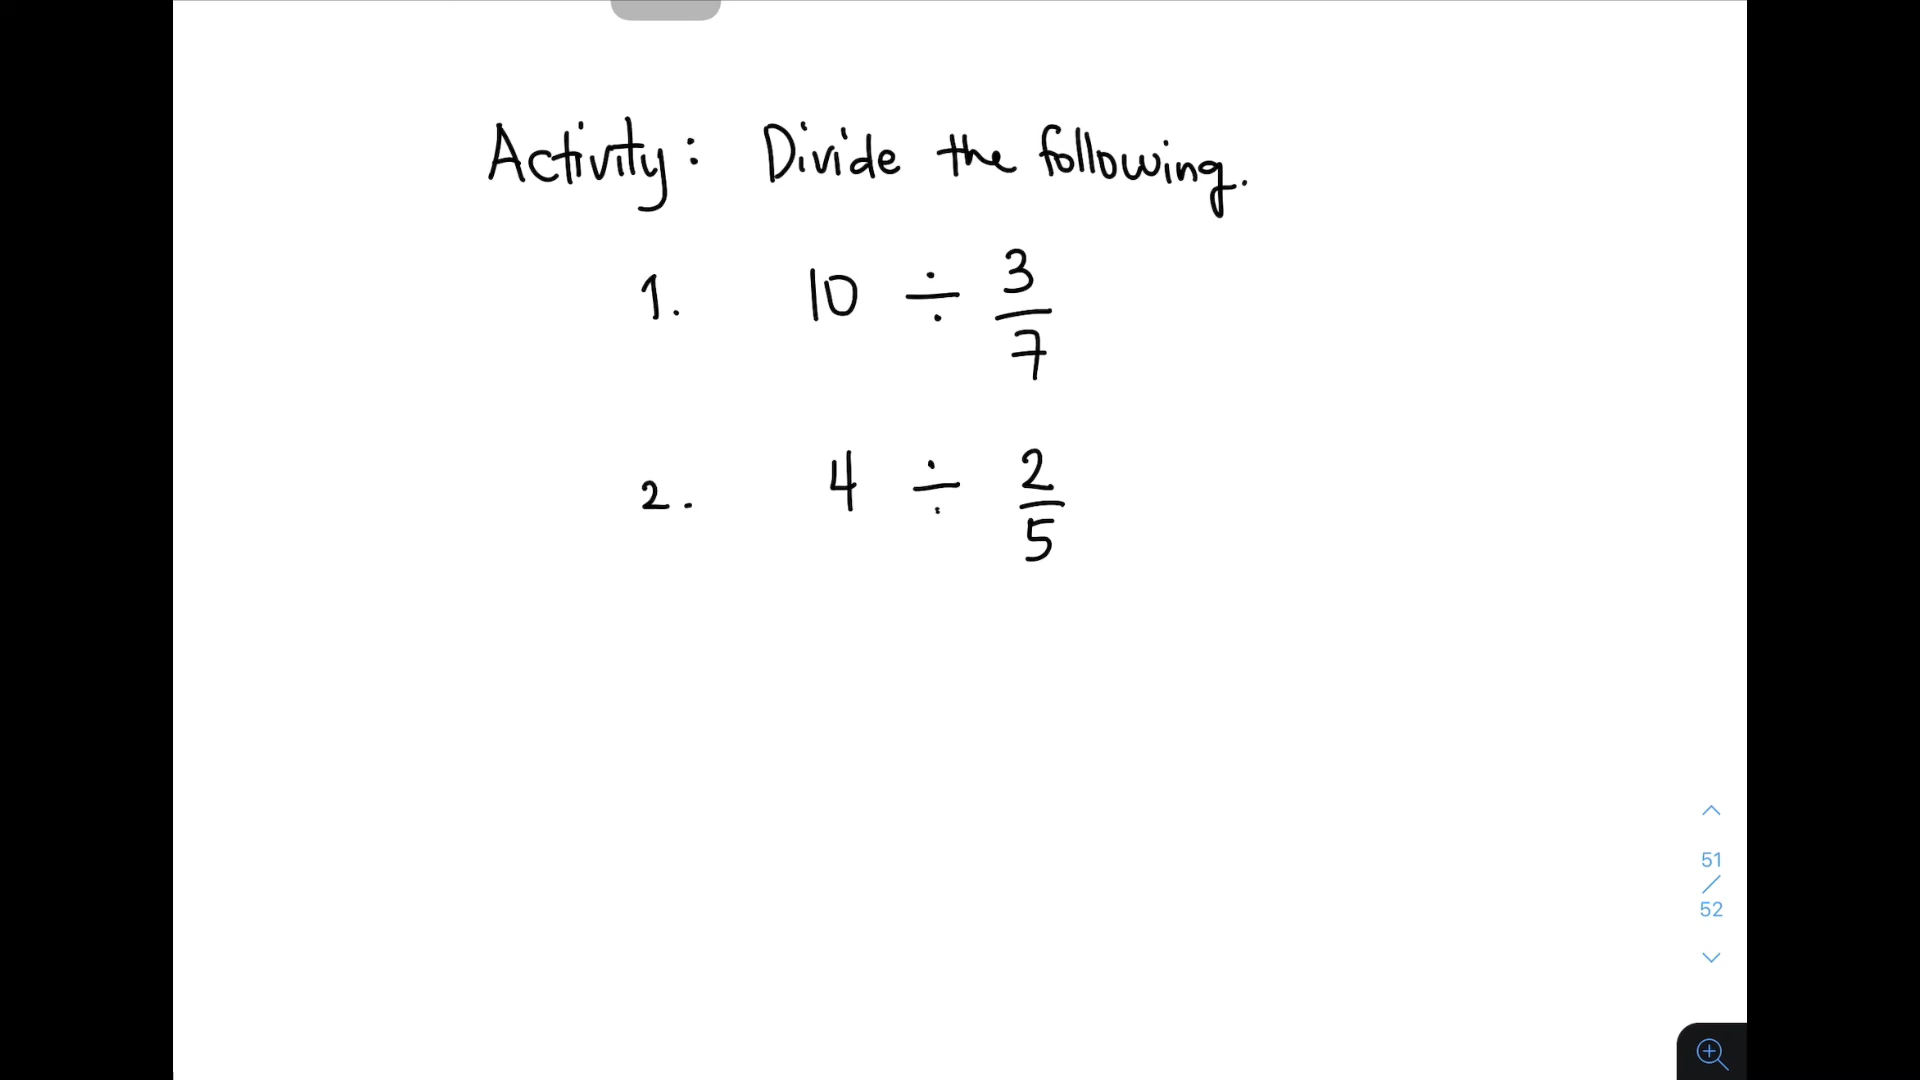 Activity: Divide the following.
1. 10 ÷ 3/7
2. 4 ÷ 2/5
51
/
52